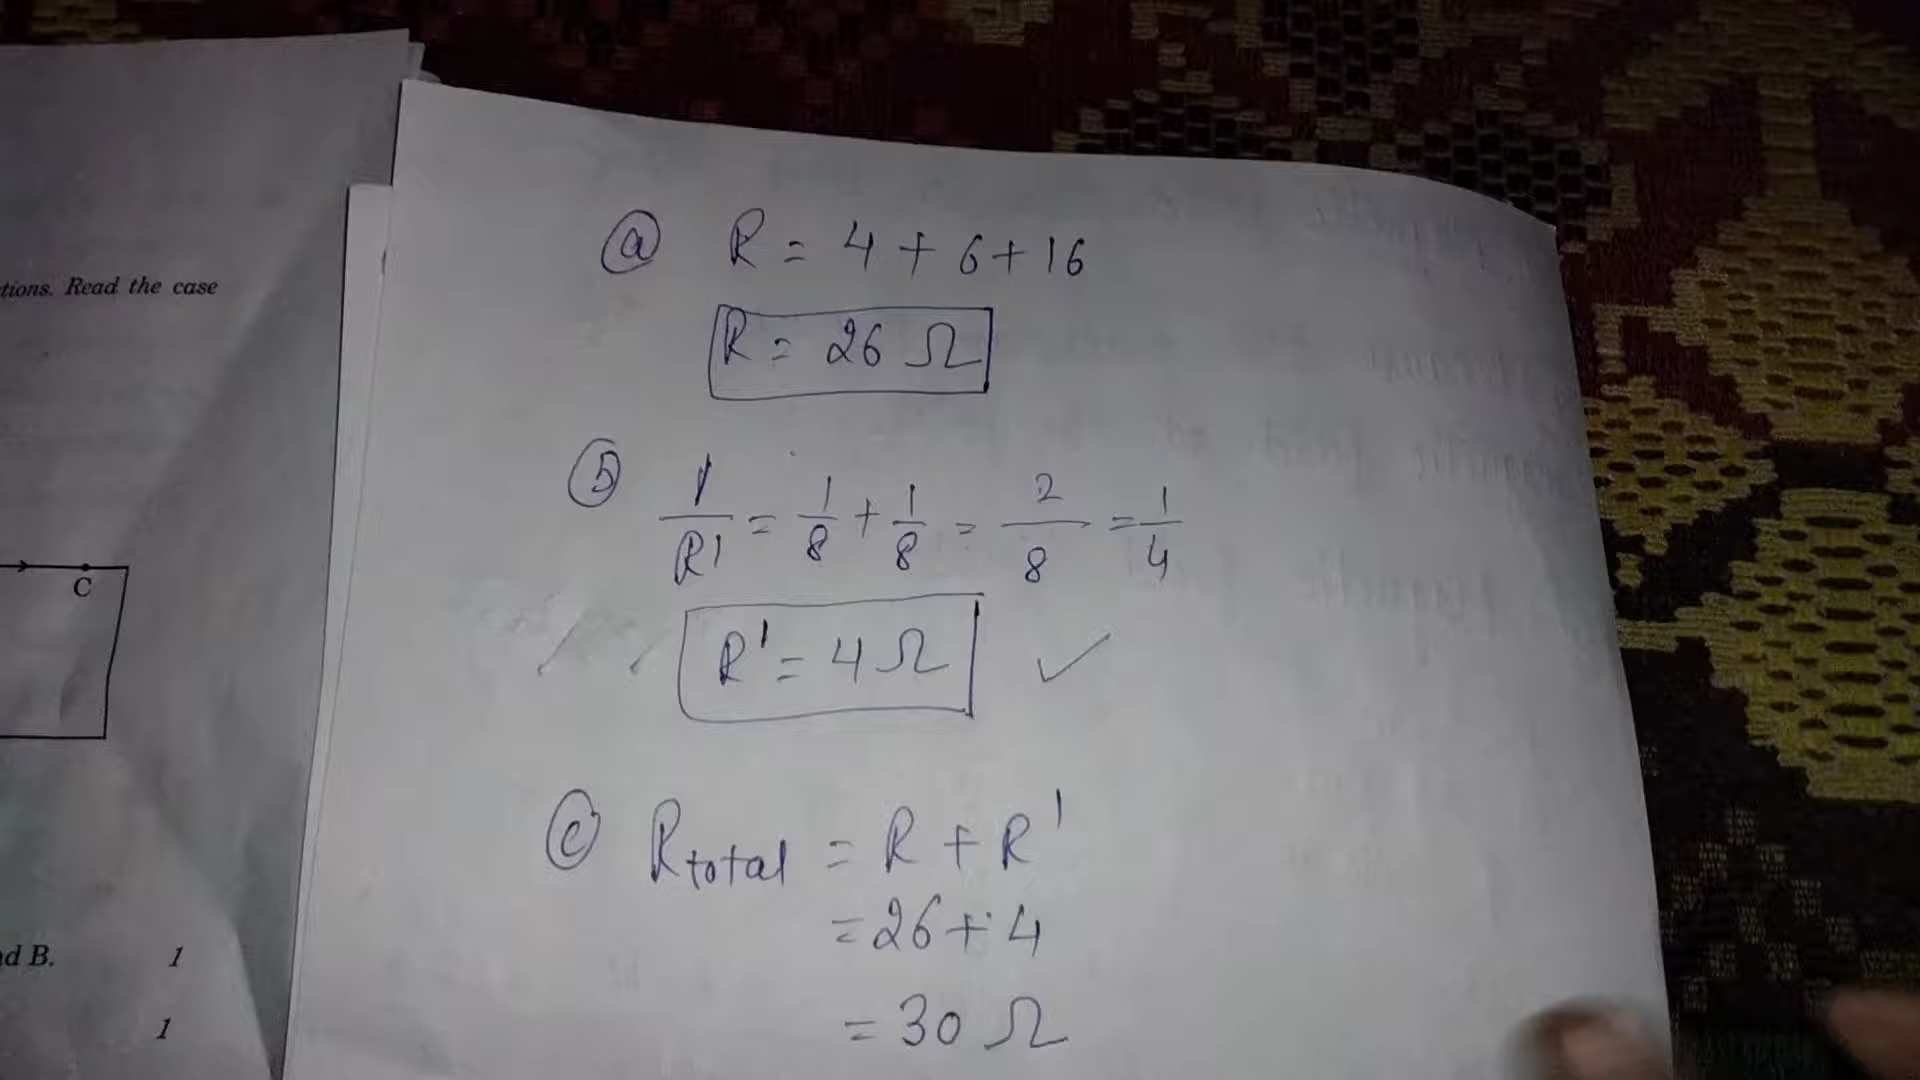 tions. Read the case
C
nd B. 1
1
ⓐ R = 4 + 6 + 16
R = 26 Ω
ⓑ 1/R' = 1/8 + 1/8 = 2/8 = 1/4
R' = 4 Ω ✓
ⓒ Rtotal = R + R'
= 26 + 4
= 30 Ω